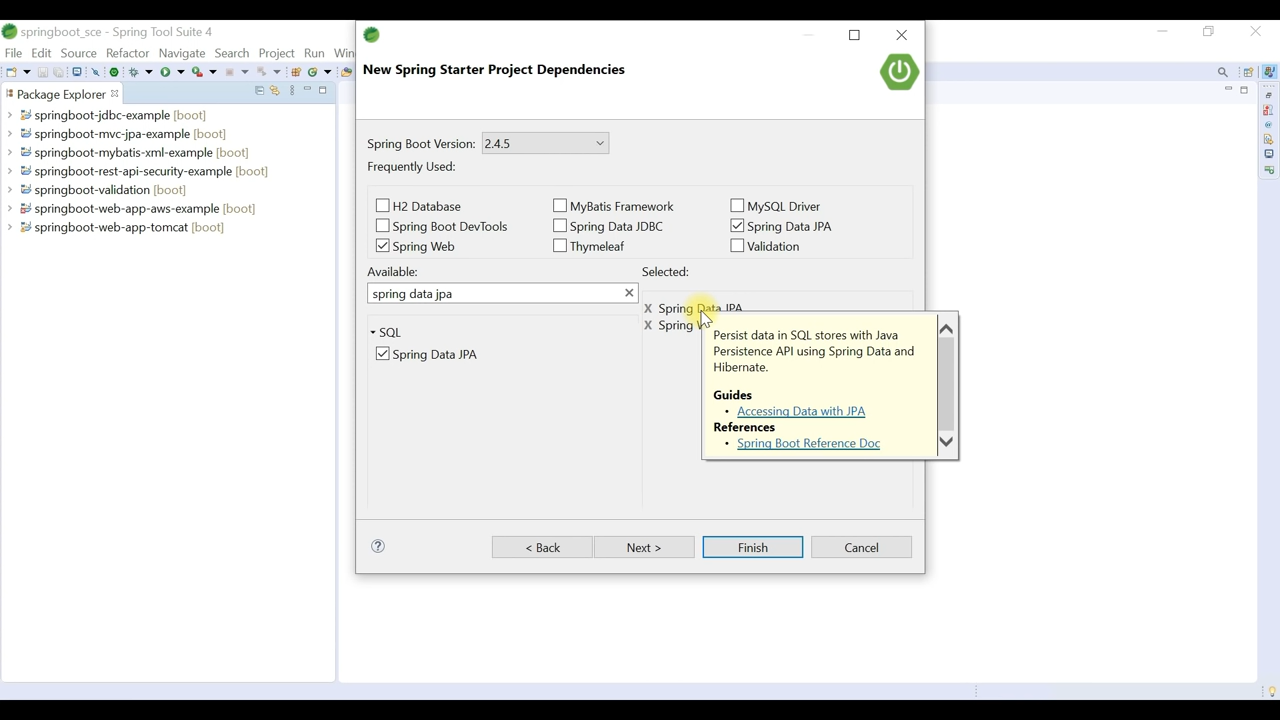 springboot_sce - Spring Tool Suite 4
File Edit Source Refactor Navigate Search Project Run
Package Explorer
springboot-jdbc-example [boot]
springboot-mvc-jpa-example [boot]
springboot-mybatis-xml-example [boot]
springboot-rest-api-security-example [boot]
springboot-validation [boot]
springboot-web-app-aws-example [boot]
springboot-web-app-tomcat [boot]
New Spring Starter Project Dependencies
Spring Boot Version: 2.4.5
Frequently Used:
H2 Database MyBatis Framework MySQL Driver
Spring Boot DevTools Spring Data JDBC Spring Data JPA
Spring Web Thymeleaf Validation
Available: Selected:
spring data jpa
X Spring Data JPA
X Spring
SQL
Spring Data JPA
Persist data in SQL stores with Java
Persistence API using Spring Data and
Hibernate.
Guides
• Accessing Data with JPA
References
• Spring Boot Reference Doc
< Back Next > Finish Cancel